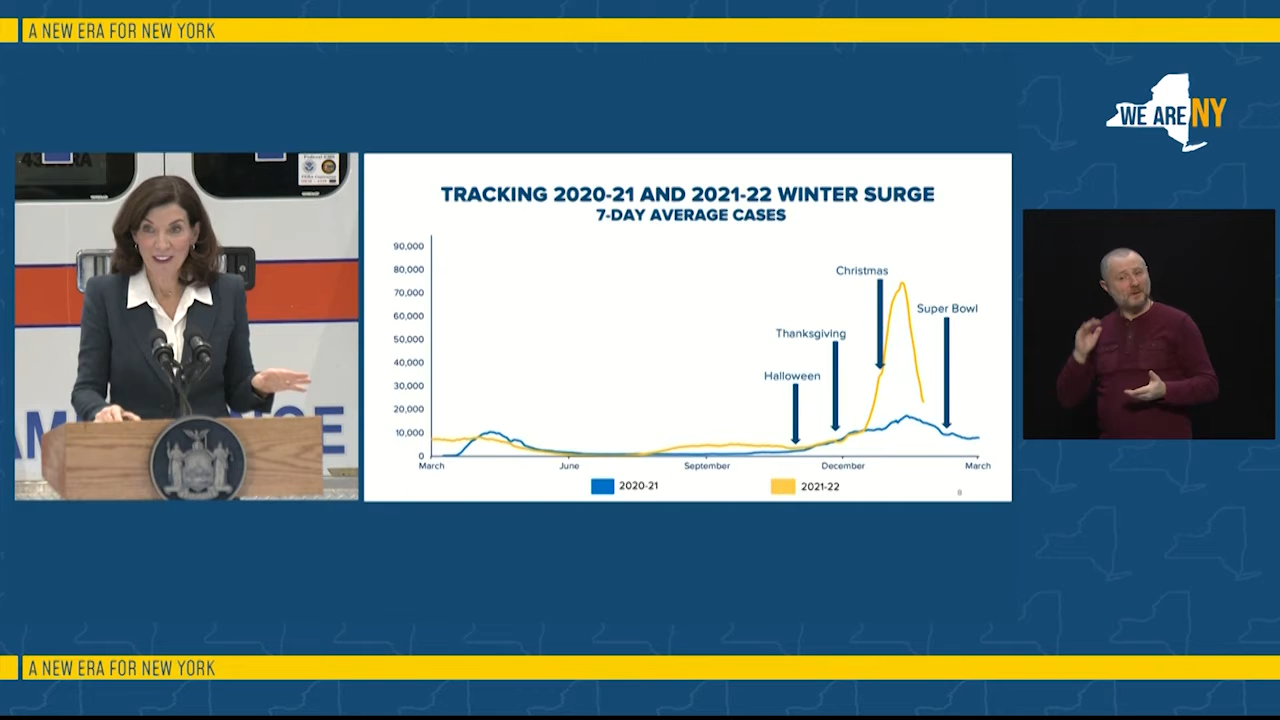 A NEW ERA FOR NEW YORK
WE ARE NY
TRACKING 2020-21 AND 2021-22 WINTER SURGE
7-DAY AVERAGE CASES
90,000
80,000
70,000
60,000
50,000
40,000
30,000
20,000
10,000
0
Christmas
Super Bowl
Thanksgiving
Halloween
March
June
September
December
March
2020-21
2021-22
8
A NEW ERA FOR NEW YORK